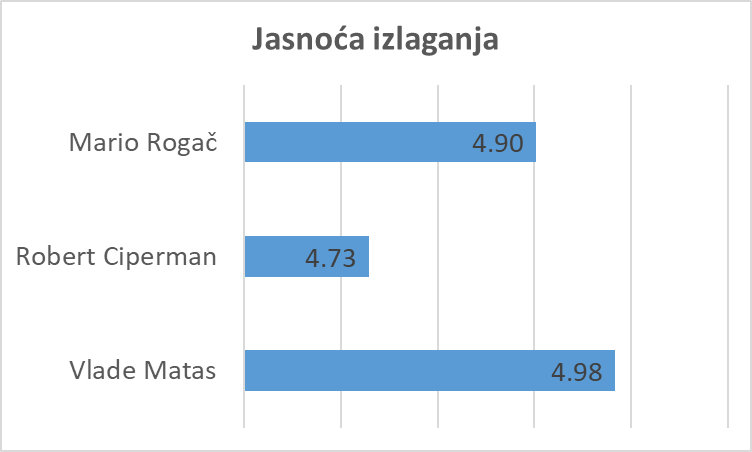 Jasnoća izlaganja
Mario Rogač
4.90
Robert Ciperman
4.73
Vlade Matas
4.98